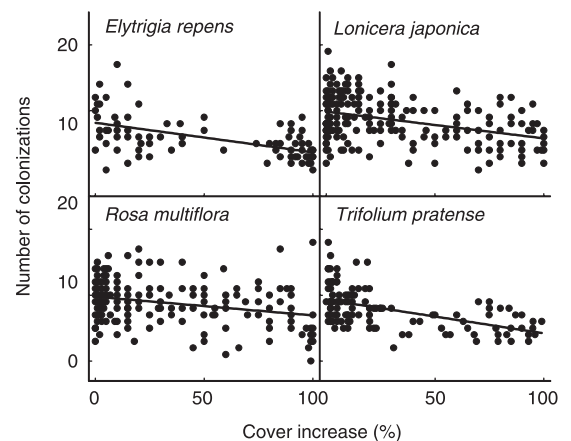 Elytrigia repens
Lonicera japonica
20
10
Number of colonizations
Rosa multiflora
Trifolium pratense
20
10
0
0
50
100
50
100
Cover increase (%)